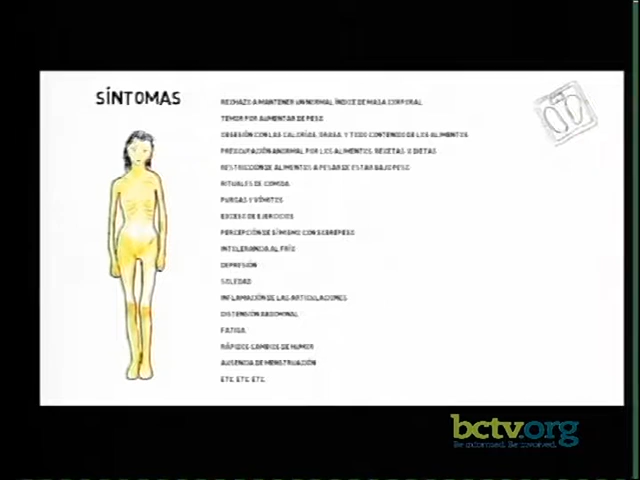 SÍNTOMAS
RECHAZO A MANTENER UN NORMAL ÍNDICE DE MASA CORPORAL
TEMOR POR AUMENTAR DE PESO
OBSESIÓN CON LAS CALORÍAS, GRASA Y TODO CONTENIDO DE LOS ALIMENTOS
PREOCUPACIÓN ANORMAL POR LOS ALIMENTOS, RECETAS O DIETAS
RESTRICCIÓN DE ALIMENTOS A PESAR DE ESTAR BAJO PESO
RITUALES DE COMIDA
PURGAS Y VÓMITOS
EXCESO DE EJERCICIOS
PERCEPCIÓN DE SÍ MISMO CON SOBREPESO
INTOLERANCIA AL FRÍO
DEPRESIÓN
SOLEDAD
INFLAMACIÓN DE LAS ARTICULACIONES
DISTENSIÓN ABDOMINAL
FATIGA
RÁPIDOS CAMBIOS DE HUMOR
AUSENCIA DE MENSTRUACIÓN
ETC. ETC. ETC.
bctv.org
Be informed. Be involved.